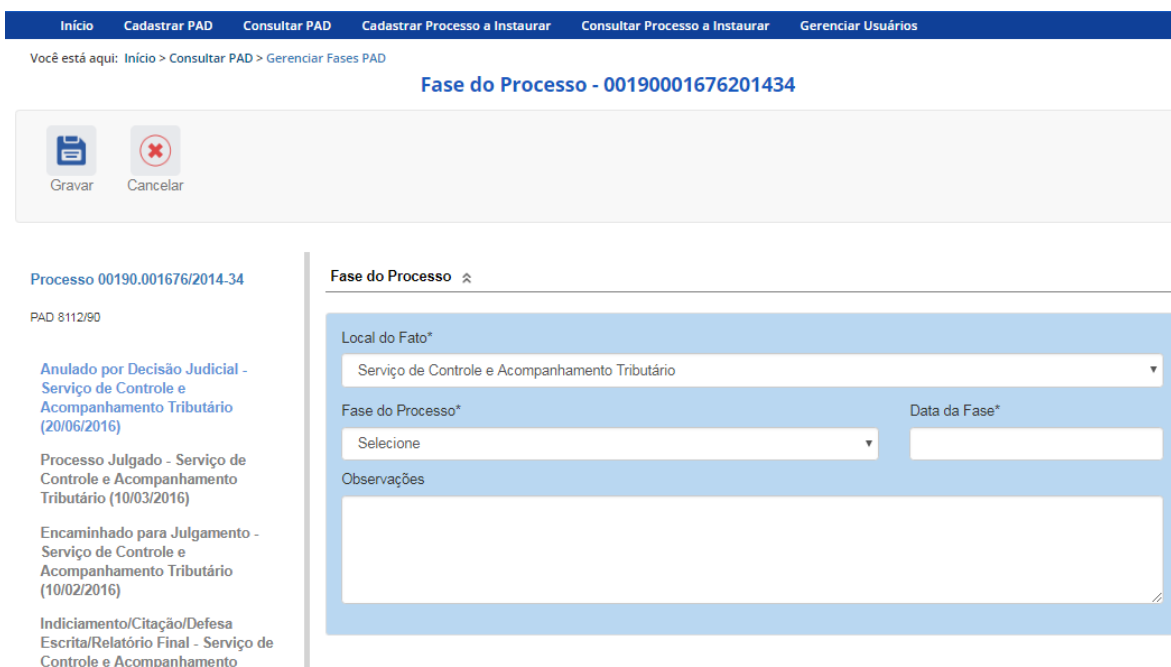 Início Cadastrar PAD Consultar PAD Cadastrar Processo a Instaurar Consultar Processo a Instaurar Gerenciar Usuários
Você está aqui: Início > Consultar PAD > Gerenciar Fases PAD
Fase do Processo - 00190001676201434
Gravar Cancelar
Processo 00190.001676/2014-34
PAD 8112/90
Anulado por Decisão Judicial -
Serviço de Controle e
Acompanhamento Tributário
(20/06/2016)
Processo Julgado - Serviço de
Controle e Acompanhamento
Tributário (10/03/2016)
Encaminhado para Julgamento -
Serviço de Controle e
Acompanhamento Tributário
(10/02/2016)
Indiciamento/Citação/Defesa
Escrita/Relatório Final - Serviço de
Controle e Acompanhamento
Fase do Processo
Local do Fato*
Serviço de Controle e Acompanhamento Tributário
Fase do Processo* Data da Fase*
Selecione
Observações